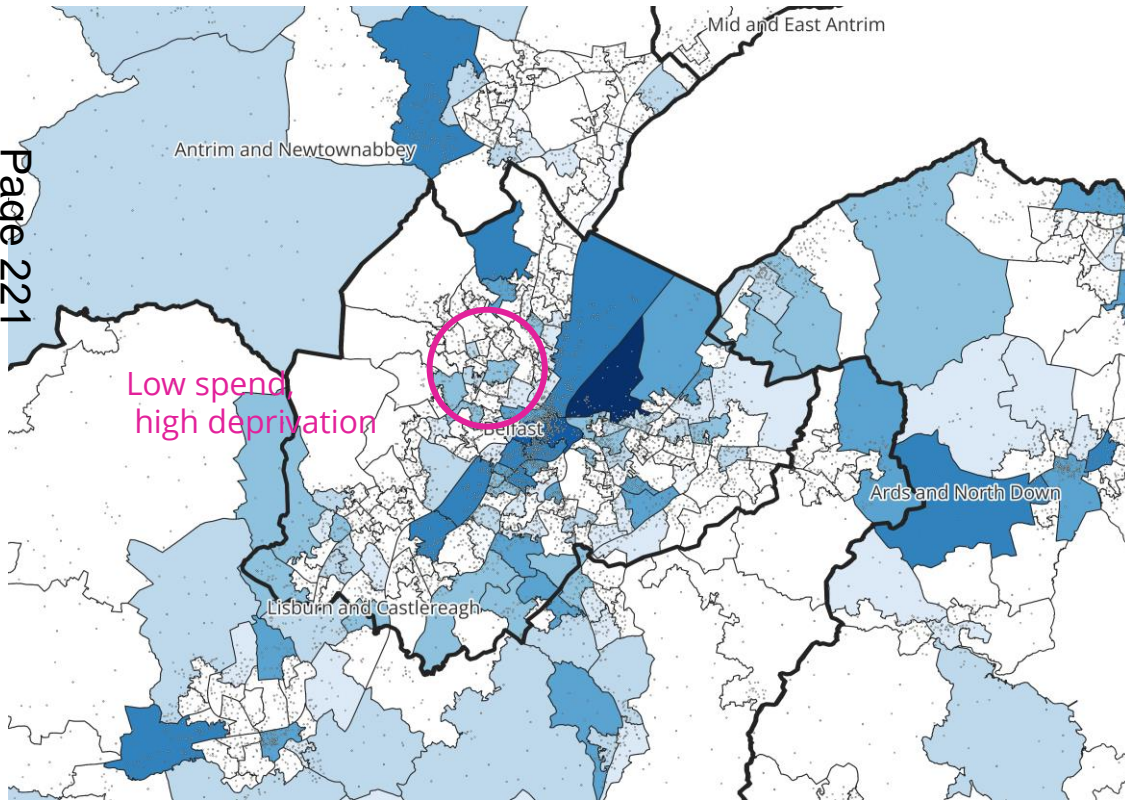 Mid and East Antrim
Antrim and Newtownabbey
Page 221
Low spend,
high deprivation
Belfast
Ards and North Down
Lisburn and Castlereagh